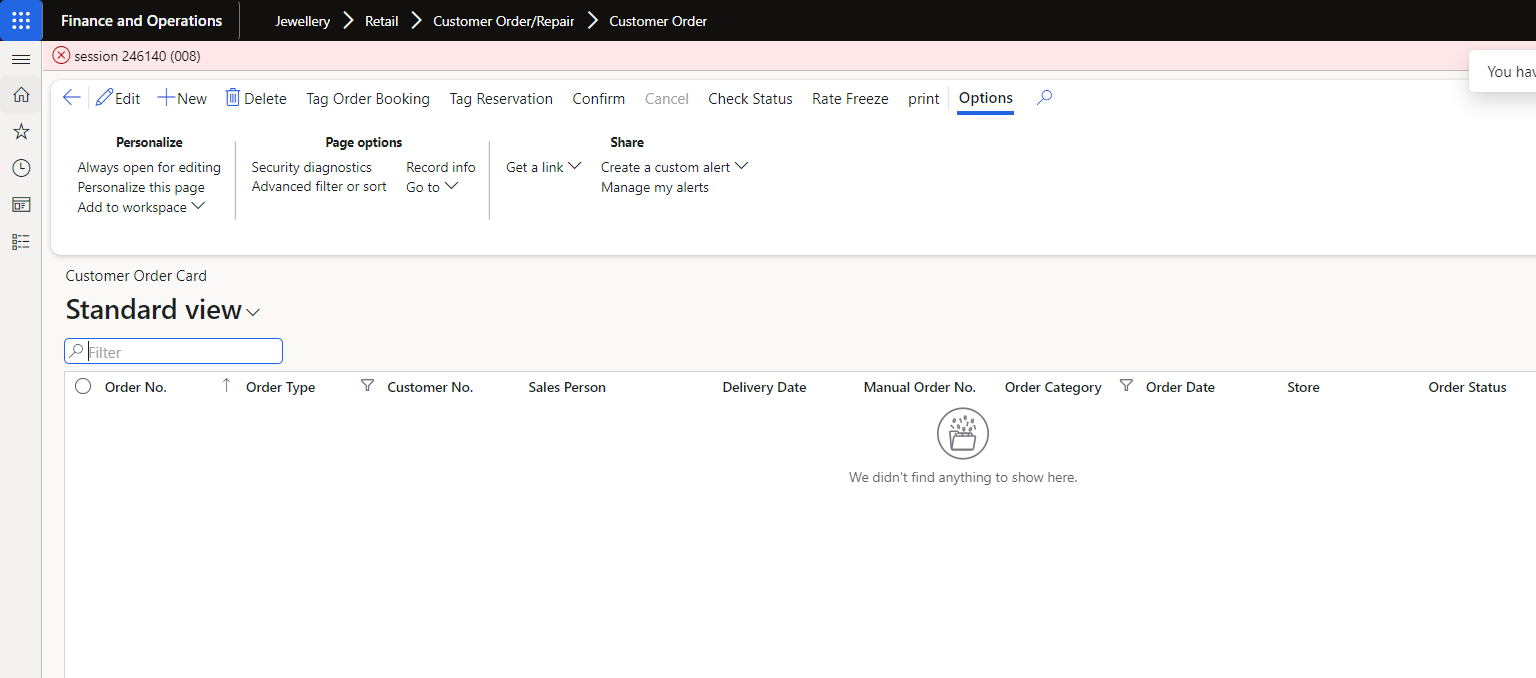 Finance and Operations
Jewellery Retail Customer Order/Repair Customer Order
session 246140 (008)
You hav
Edit New Delete Tag Order Booking Tag Reservation Confirm Cancel Check Status Rate Freeze print Options
Personalize
Always open for editing
Personalize this page
Add to workspace
Page options
Security diagnostics
Advanced filter or sort
Record info
Go to
Get a link
Share
Create a custom alert
Manage my alerts
Customer Order Card
Standard view
Filter
Order No. Order Type Customer No. Sales Person Delivery Date Manual Order No. Order Category Order Date Store Order Status
We didn't find anything to show here.